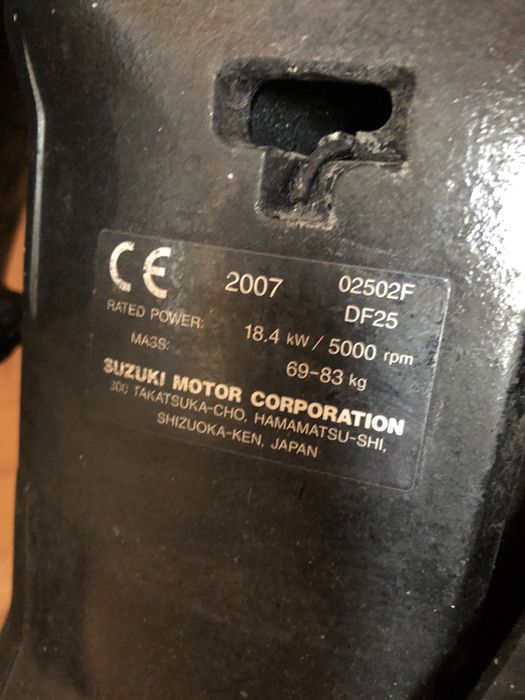 CE 2007 02502F
DF25
RATED POWER: 18.4 kW / 5000 rpm
MASS: 69-83 kg
SUZUKI MOTOR CORPORATION
300 TAKATSUKA-CHO, HAMAMATSU-SHI,
SHIZUOKA-KEN, JAPAN